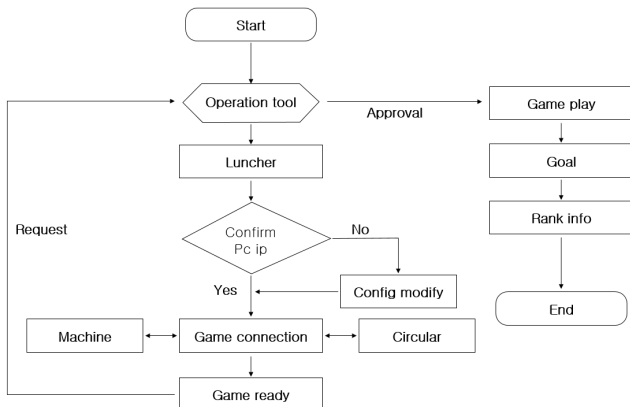 Start
Operation tool
Approval
Game play
Luncher
Goal
Request
Confirm
Pc ip
No
Rank info
Yes
Config modify
End
Machine
Game connection
Circular
Game ready